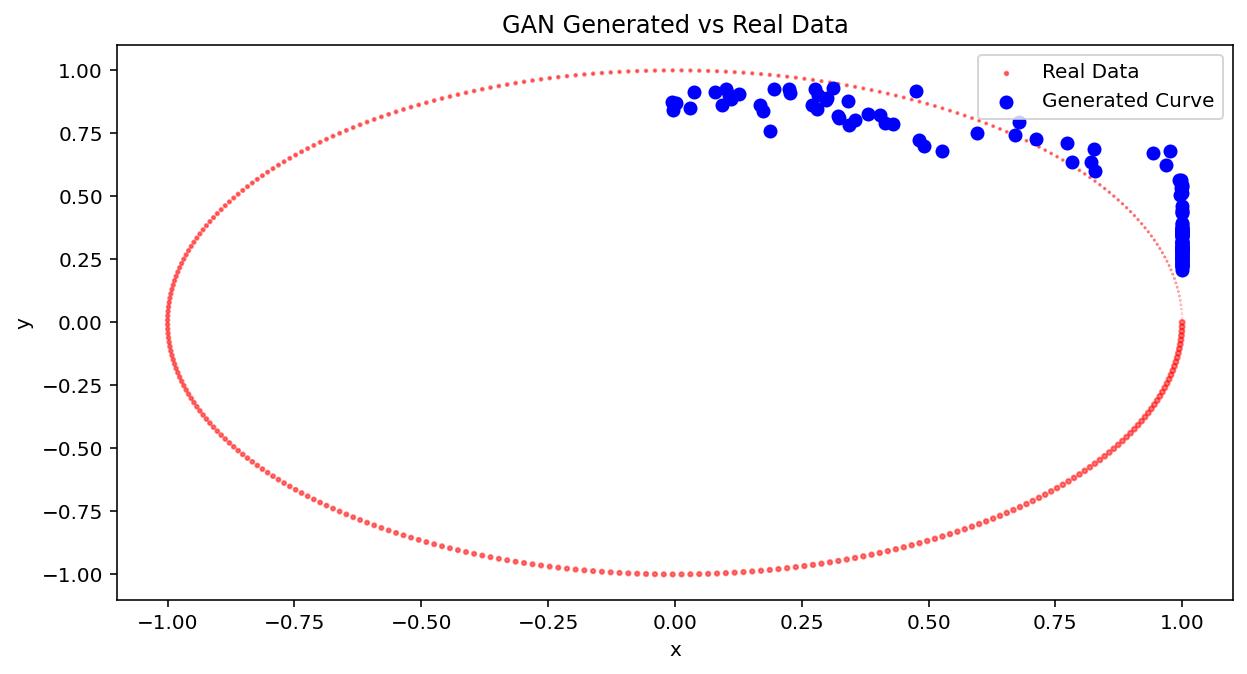 GAN Generated vs Real Data
Real Data
Generated Curve
1.00
0.75
0.50
0.25
0.00
−0.25
−0.50
−0.75
−1.00
y
−1.00 −0.75 −0.50 −0.25 0.00 0.25 0.50 0.75 1.00
x